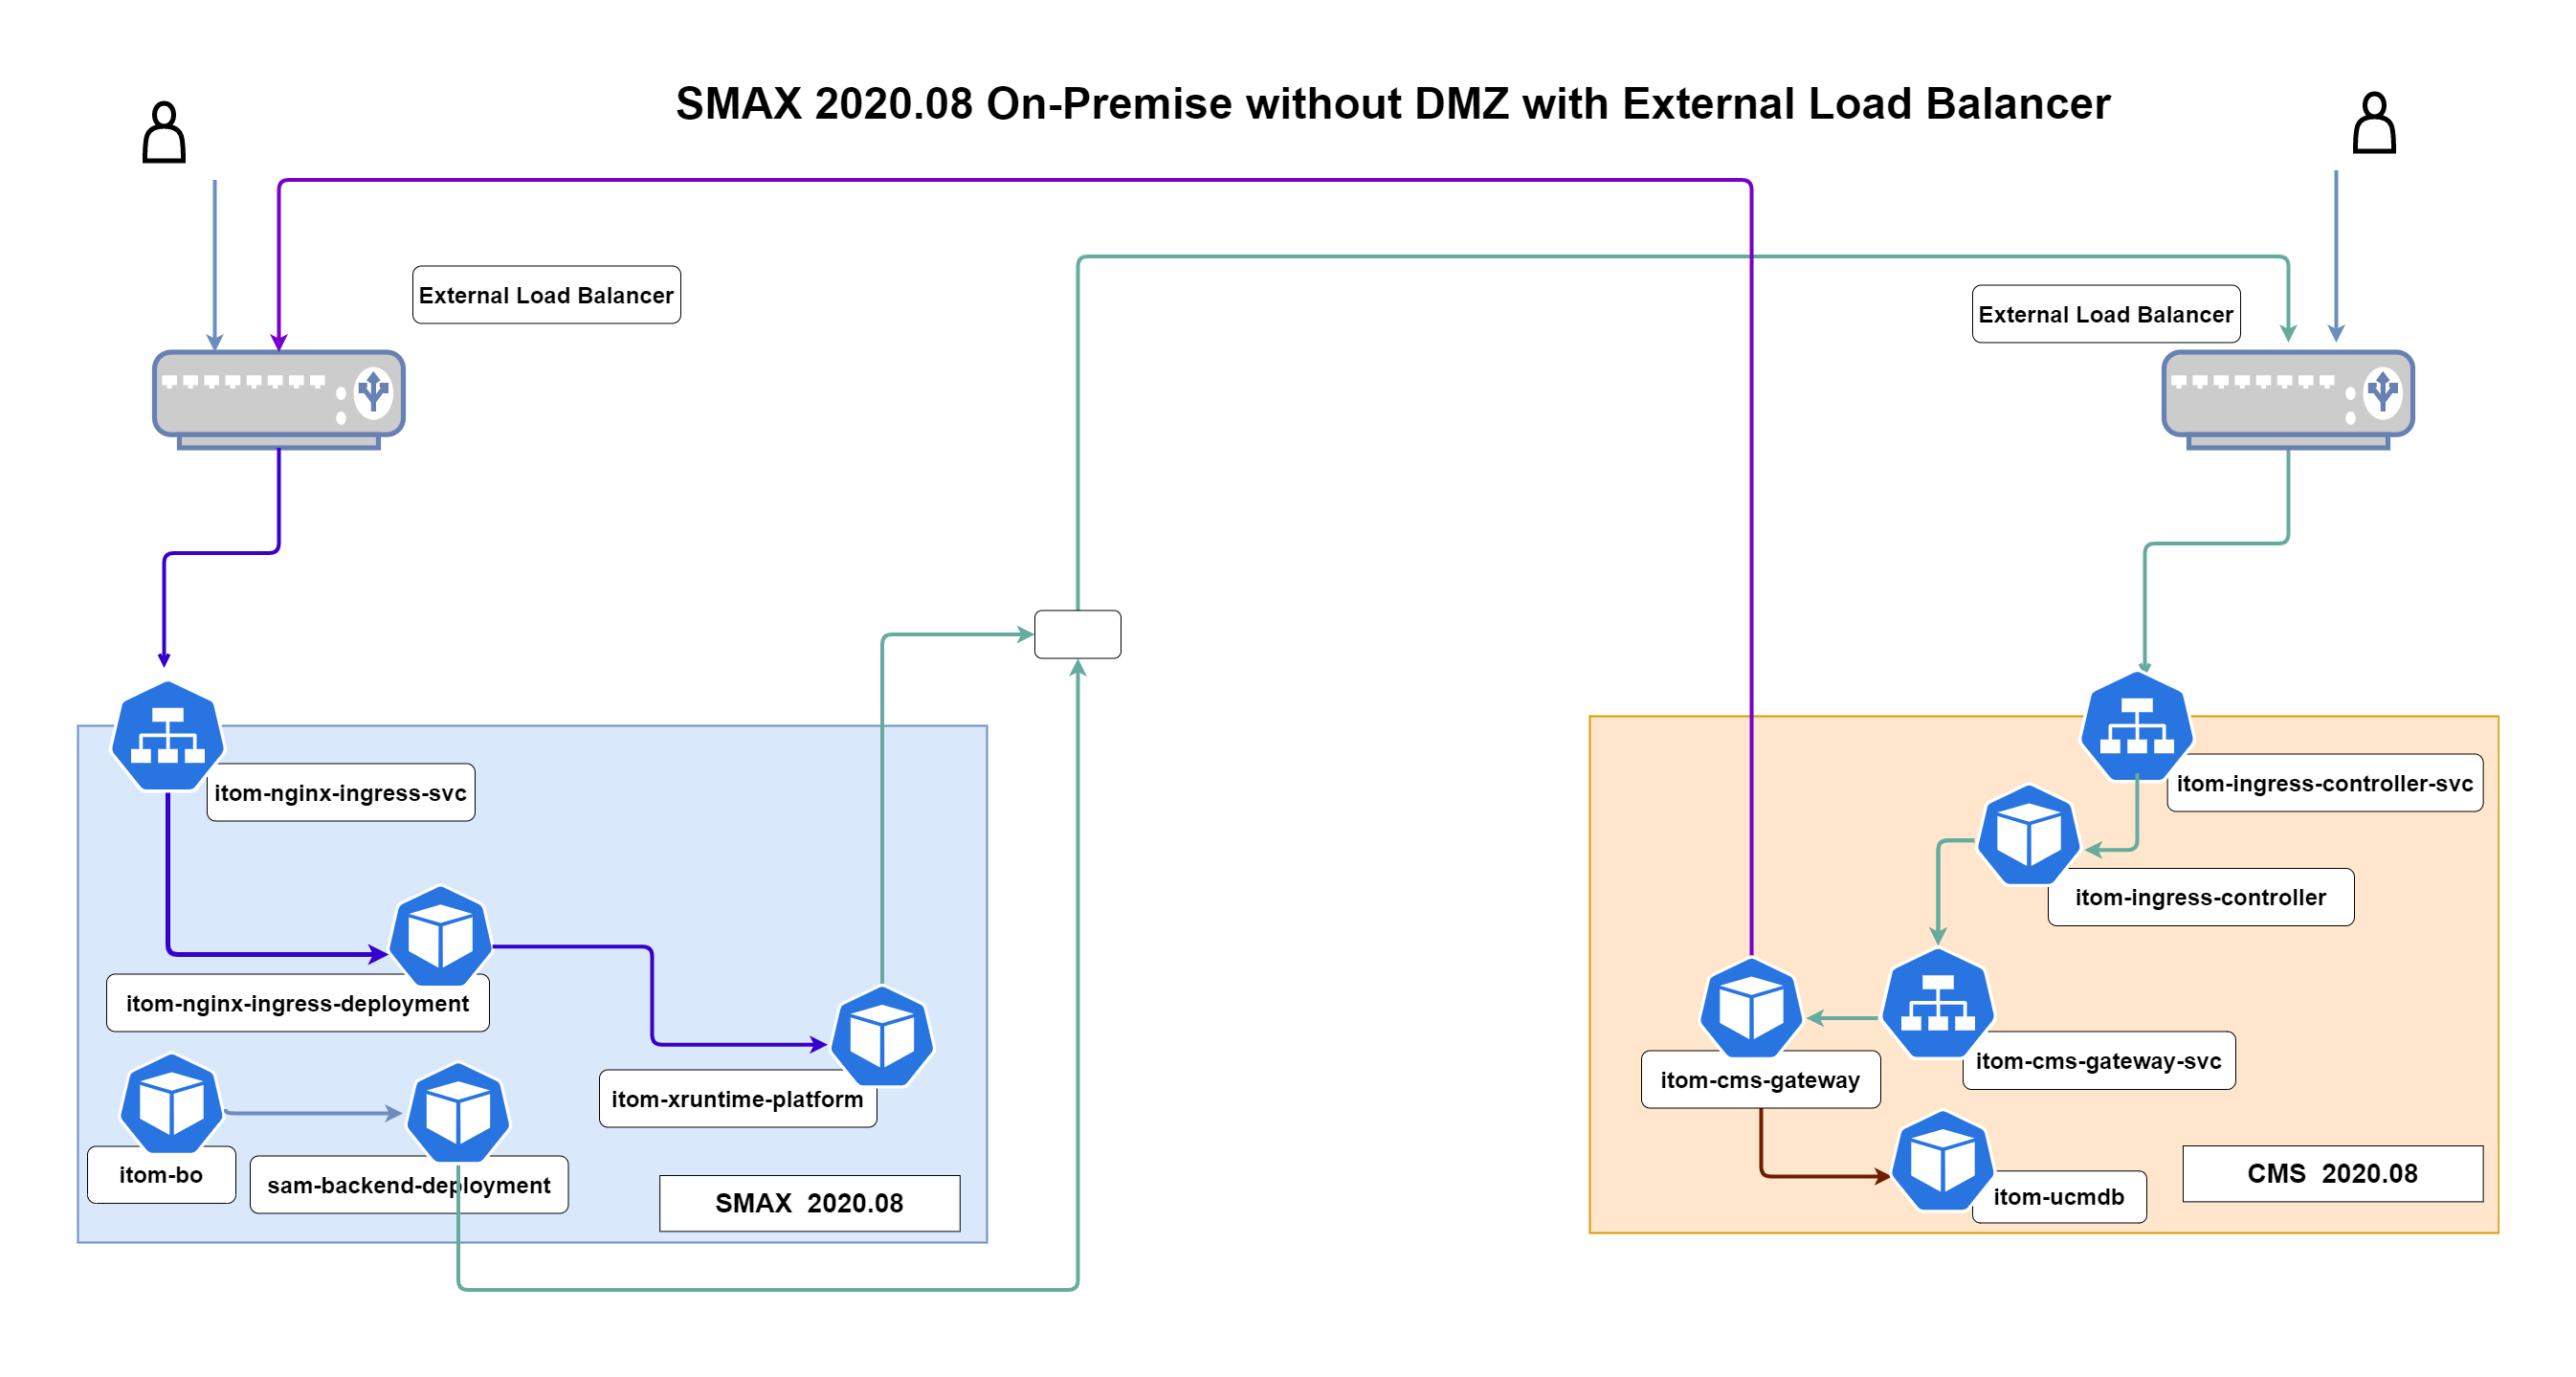 SMAX 2020.08 On-Premise without DMZ with External Load Balancer
External Load Balancer
External Load Balancer
itom-nginx-ingress-svc
itom-ingress-controller-svc
itom-ingress-controller
itom-nginx-ingress-deployment
itom-xruntime-platform
itom-cms-gateway-svc
itom-cms-gateway
itom-bo
sam-backend-deployment
SMAX 2020.08
itom-ucmdb
CMS 2020.08